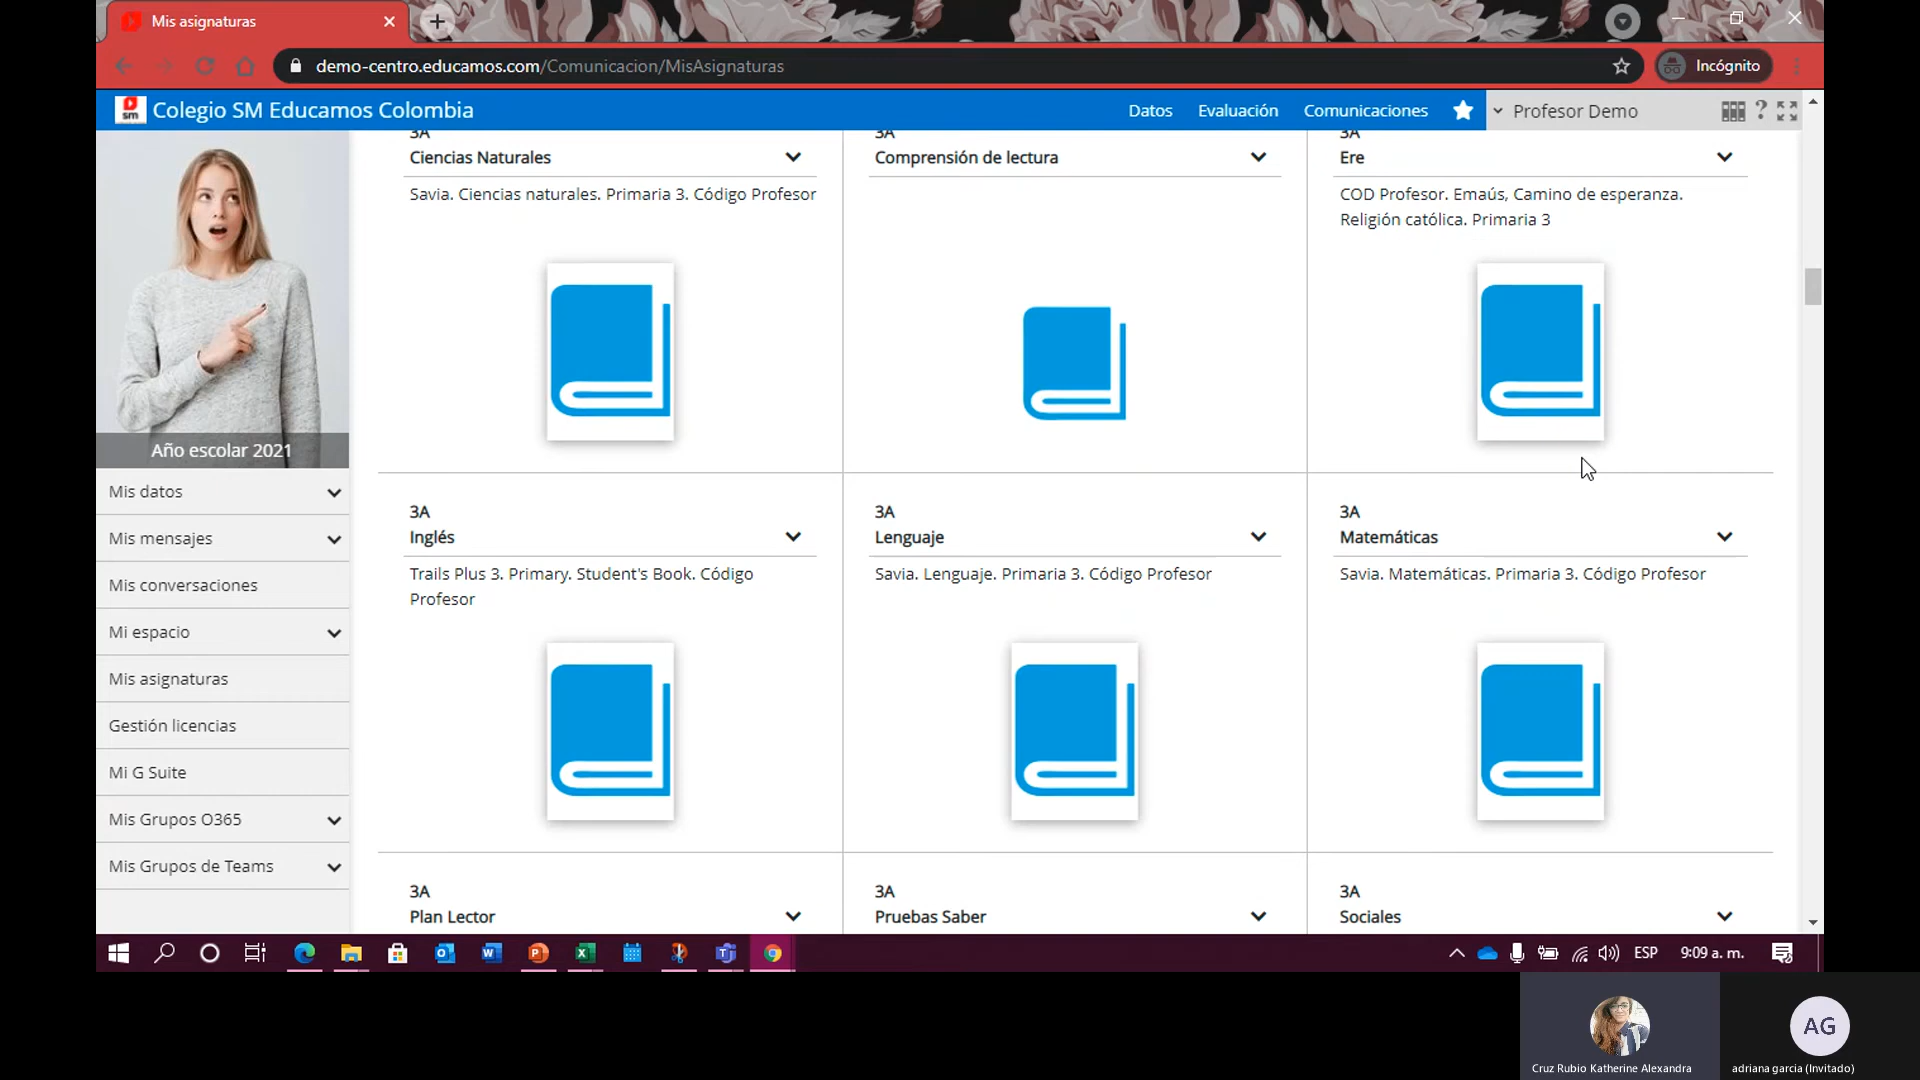 Mis asignaturas
demo-centro.educamos.com/Comunicacion/MisAsignaturas
Incógnito
sm
Colegio SM Educamos Colombia
Datos
Evaluación
Comunicaciones
Profesor Demo
?
3A
Ciencias Naturales
Savia. Ciencias naturales. Primaria 3. Código Profesor
3A
Comprensión de lectura
3A
Ere
COD Profesor. Emaús, Camino de esperanza.
Religión católica. Primaria 3
Año escolar 2021
Mis datos
Mis mensajes
Mis conversaciones
Mi espacio
Mis asignaturas
Gestión licencias
Mi G Suite
Mis Grupos O365
Mis Grupos de Teams
3A
Inglés
Trails Plus 3. Primary. Student's Book. Código
Profesor
3A
Lenguaje
Savia. Lenguaje. Primaria 3. Código Profesor
3A
Matemáticas
Savia. Matemáticas. Primaria 3. Código Profesor
3A
Plan Lector
3A
Pruebas Saber
3A
Sociales
ESP
9:09 a. m.
AG
Cruz Rubio Katherine Alexandra
adriana garcia (Invitado)